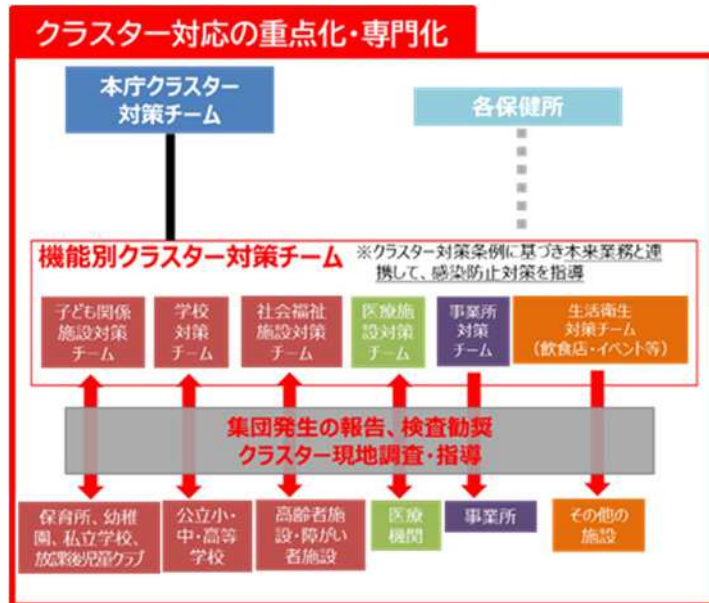 クラスター対応の重点化・専門化
本庁クラスター
対策チーム
各保健所
機能別クラスター対策チーム
※クラスター対策条例に基づき本来業務と連
携して、感染防止対策を指導
子ども関係
施設対策
チーム
学校
対策
チーム
社会福祉
施設対策
チーム
医療施
設対策
チーム
事業所
対策
チーム
生活衛生
対策チーム
(飲食店・イベント等)
集団発生の報告、検査勧奨
クラスター現地調査・指導
保育所、幼稚
園、私立学校、
放課後児童クラブ
公立小・
中・高等
学校
高齢者施
設・障がい
者施設
医療
機関
事業所
その他の
施設